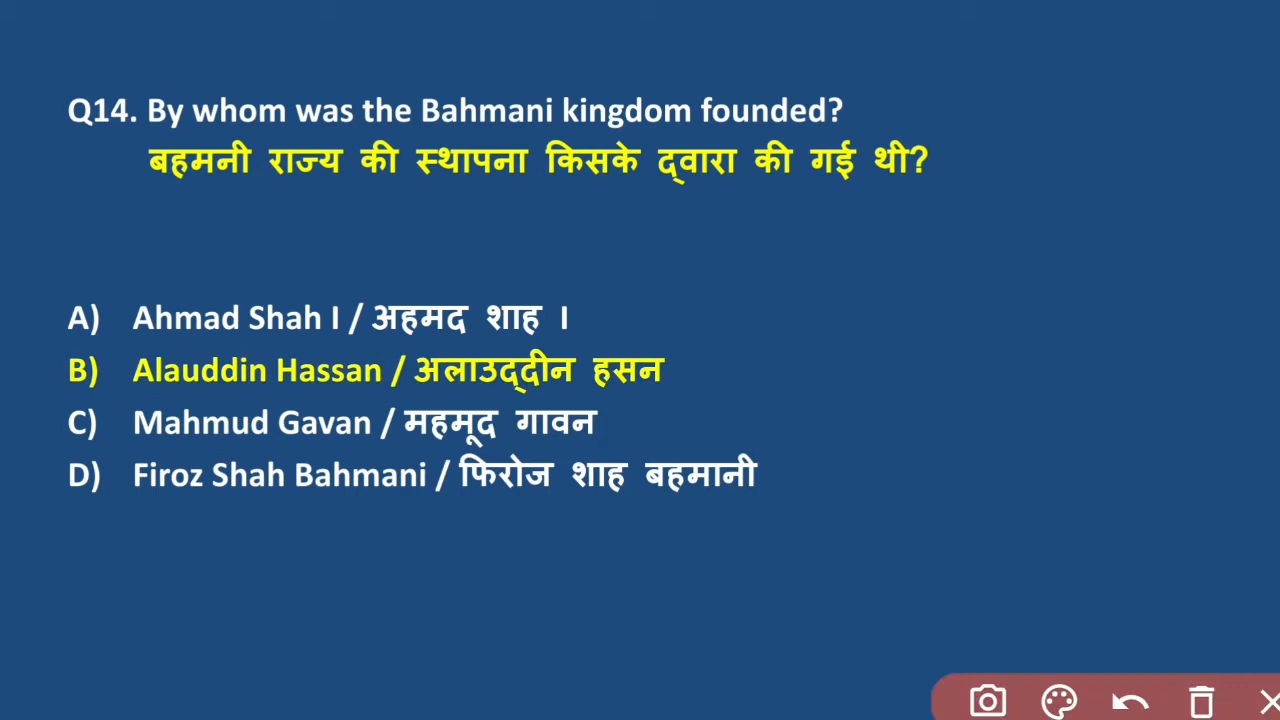 Q14. By whom was the Bahmani kingdom founded?
बहमनी राज्य की स्थापना किसके द्वारा की गई थी?
A) Ahmad Shah I / अहमद शाह I
B) Alauddin Hassan / अलाउद्दीन हसन
C) Mahmud Gavan / महमूद गावन
D) Firoz Shah Bahmani / फिरोज शाह बहमानी